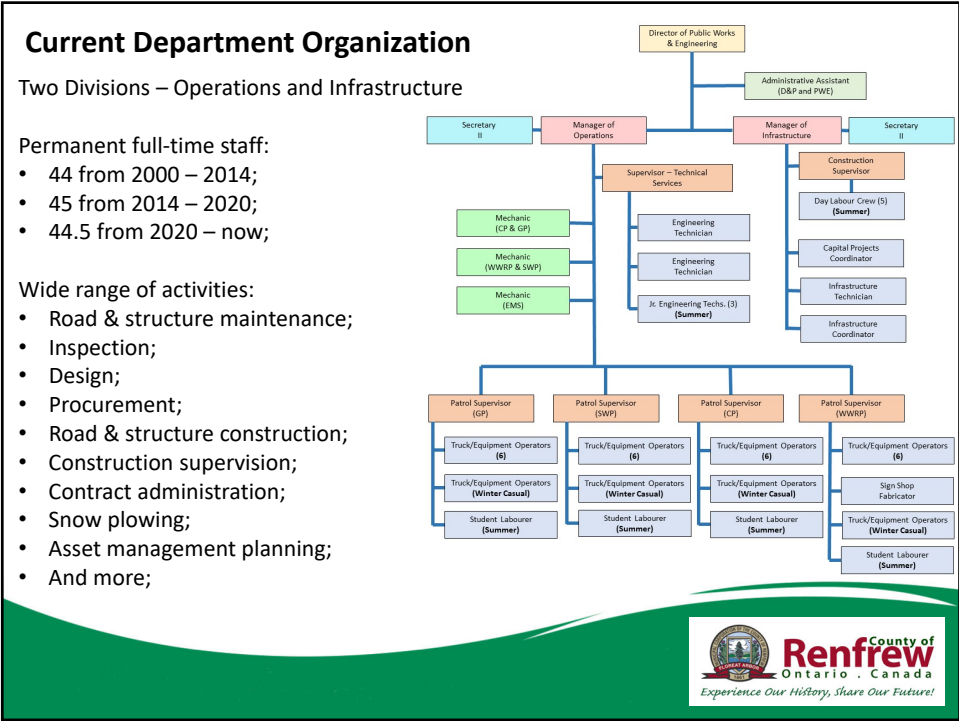 Current Department Organization
Two Divisions – Operations and Infrastructure
Permanent full-time staff:
• 44 from 2000 – 2014;
• 45 from 2014 – 2020;
• 44.5 from 2020 – now;
Wide range of activities:
• Road & structure maintenance;
• Inspection;
• Design;
• Procurement;
• Road & structure construction;
• Construction supervision;
• Contract administration;
• Snow plowing;
• Asset management planning;
• And more;
Director of Public Works
& Engineering
Administrative Assistant
(D&P and PWE)
Secretary
II
Manager of
Operations
Manager of
Infrastructure
Secretary
II
Supervisor – Technical
Services
Engineering
Technician
Engineering
Technician
Jr. Engineering Techs. (3)
(Summer)
Mechanic
(CP & GP)
Mechanic
(WWRP & SWP)
Mechanic
(EMS)
Construction
Supervisor
Day Labour Crew (5)
(Summer)
Capital Projects
Coordinator
Infrastructure
Technician
Infrastructure
Coordinator
Patrol Supervisor
(GP)
Truck/Equipment Operators
(6)
Truck/Equipment Operators
(Winter Casual)
Student Labourer
(Summer)
Patrol Supervisor
(SWP)
Truck/Equipment Operators
(6)
Truck/Equipment Operators
(Winter Casual)
Student Labourer
(Summer)
Patrol Supervisor
(CP)
Truck/Equipment Operators
(6)
Truck/Equipment Operators
(Winter Casual)
Student Labourer
(Summer)
Patrol Supervisor
(WWRP)
Truck/Equipment Operators
(6)
Sign Shop
Fabricator
Truck/Equipment Operators
(Winter Casual)
Student Labourer
(Summer)
FLOREAT ARBOR
County of
Renfrew
Ontario . Canada
Experience Our History, Share Our Future!